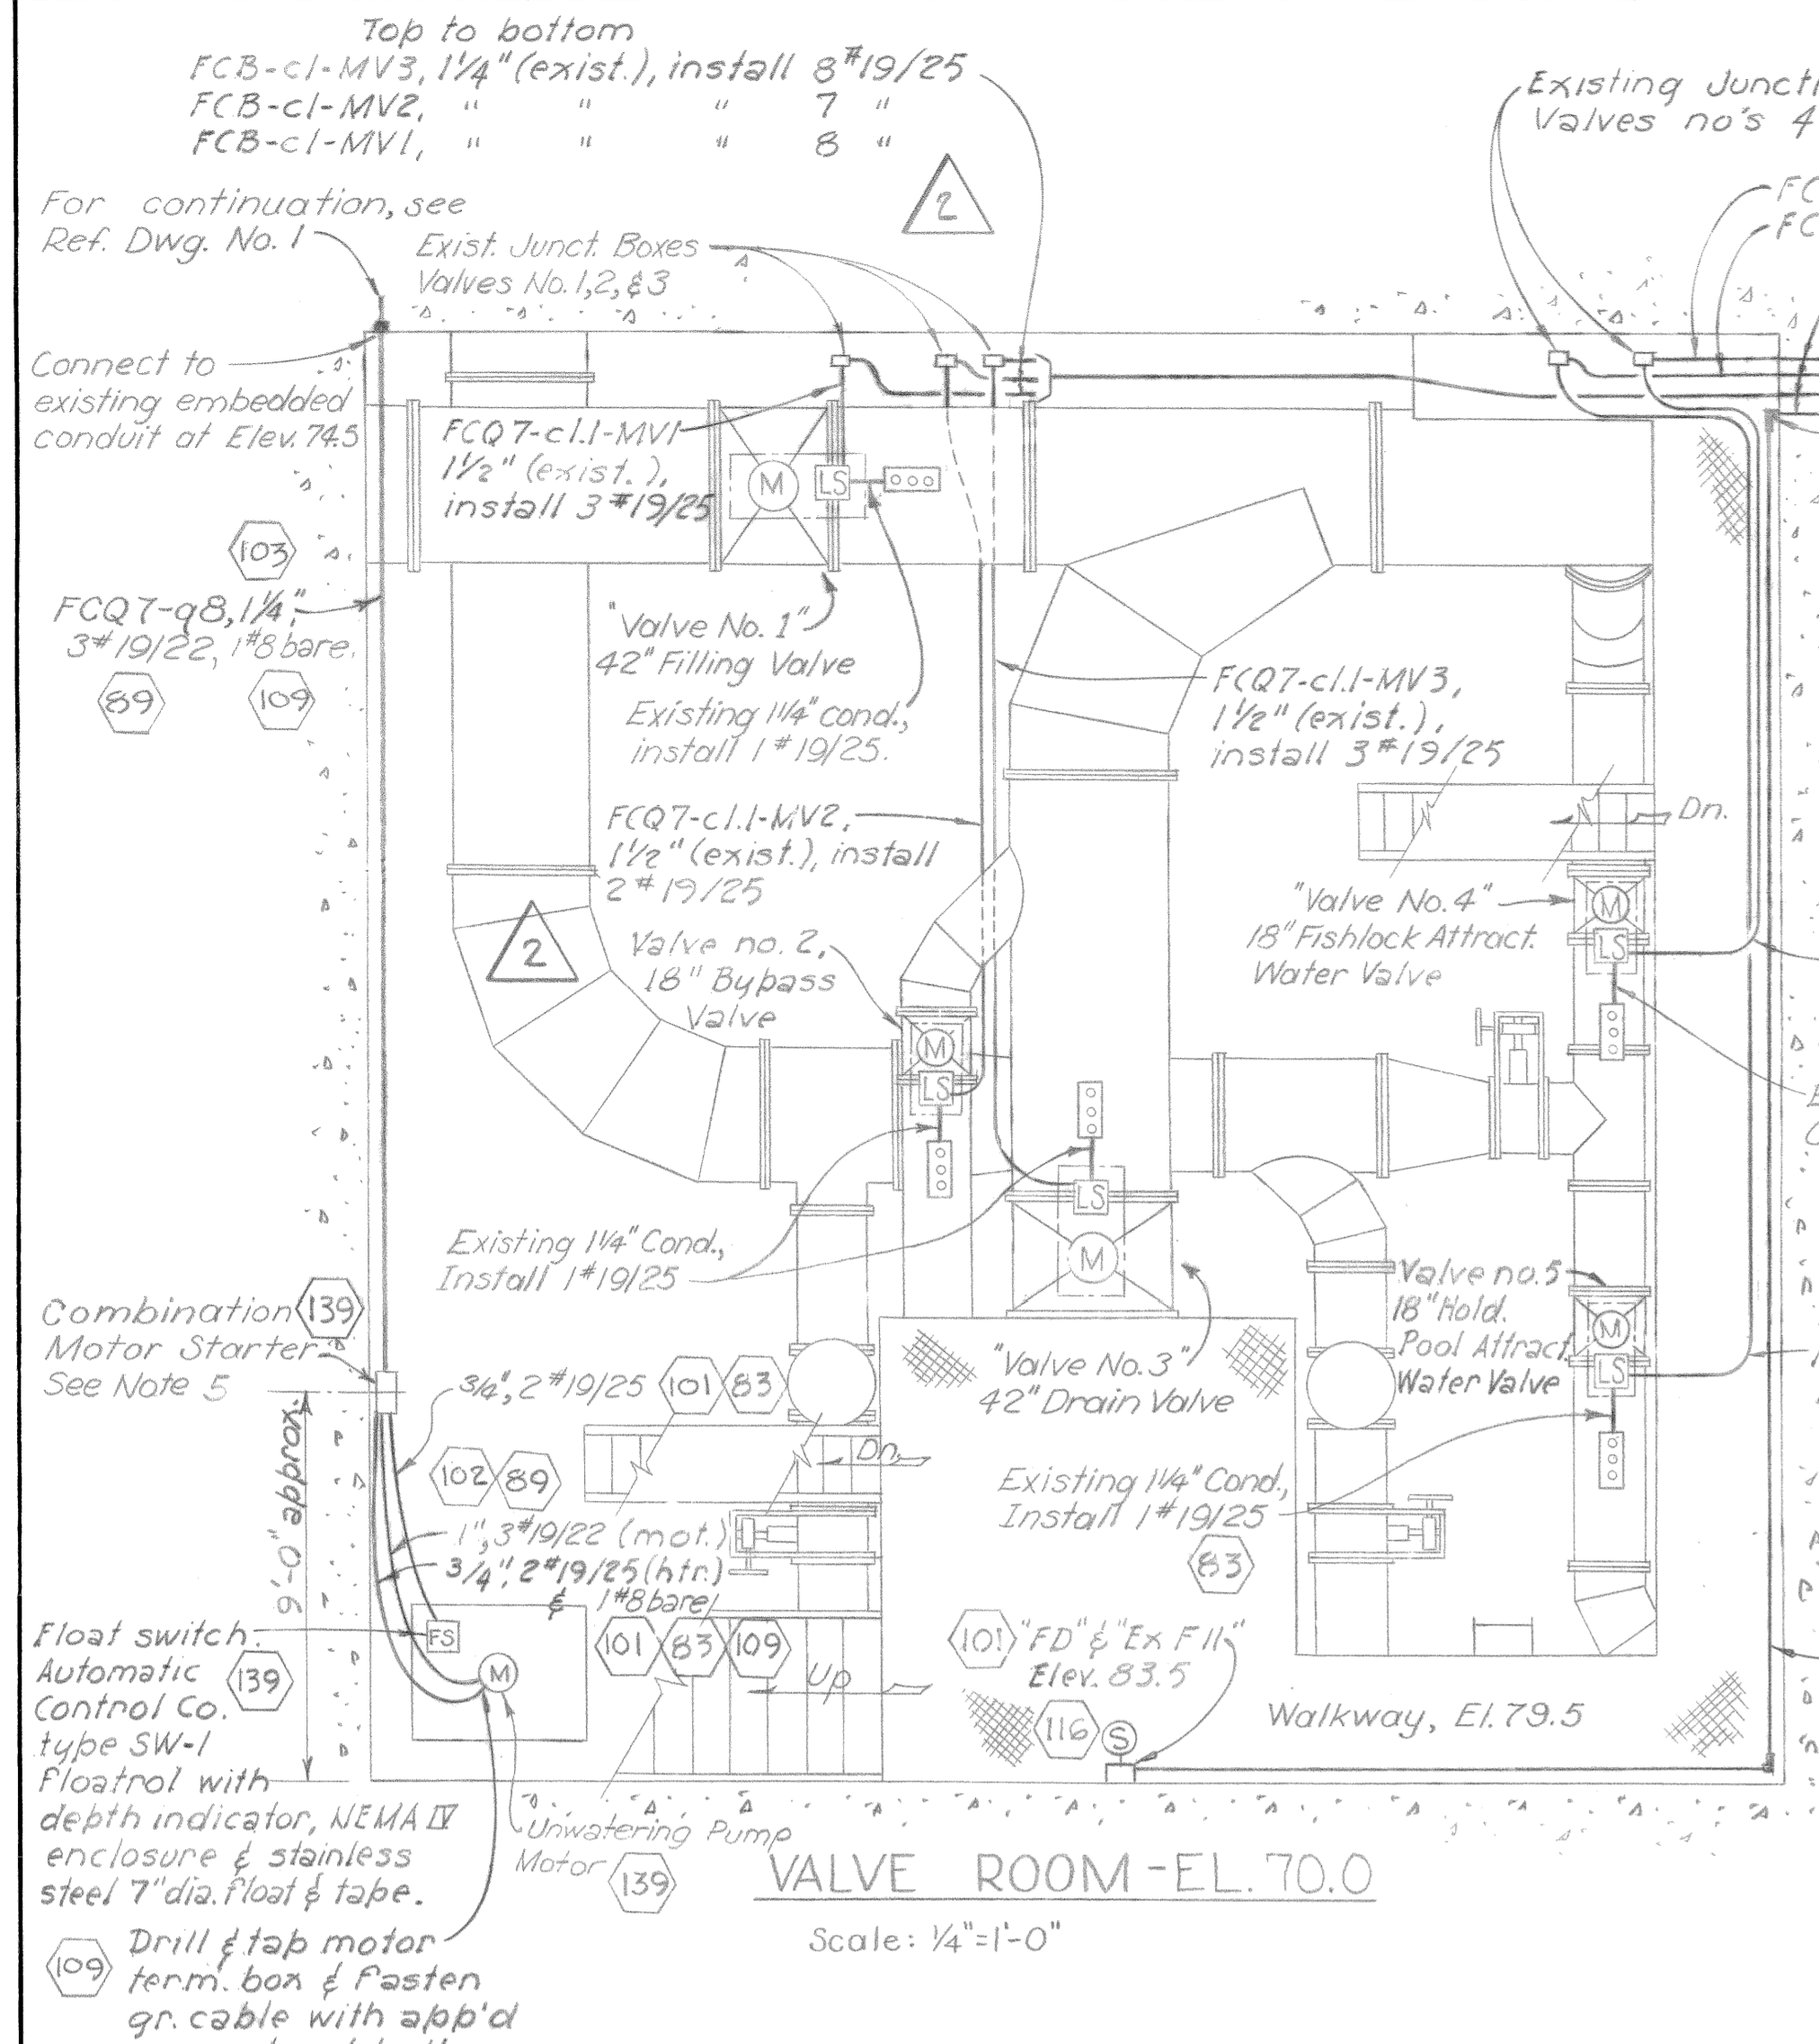 Top to bottom
FCB-c1-MV3, 1¼" (exist.), install 8 #19/25
FCB-c1-MV2, " " " 7 "
FCB-c1-MV1, " " " 8 "
2
Existing Juncti
Valves no's 4
FC
FC
For continuation, see
Ref. Dwg. No. 1
Exist. Junct. Boxes
Valves No. 1, 2, & 3
Connect to
existing embedded
conduit at Elev. 74.5
FCQ7-c1.1-MV1
1½" (exist.),
install 3 #19/25
M
LS
103
FCQ7-q8, 1¼",
3 #19/22, 1 #8 bare.
89
109
"Valve No. 1"
42" Filling Valve
Existing 1¼" cond.,
install 1 #19/25.
FCQ7-c1.1-MV3,
1½" (exist.),
install 3 #19/25
FCQ7-c1.1-MV2,
1½" (exist.), install
2 #19/25
Dn.
"Valve No. 4"
18" Fishlock Attract.
Water Valve
M
LS
2
Valve no. 2,
18" Bypass
Valve
M
LS
LS
M
Existing 1¼" Cond.,
Install 1 #19/25
Combination 139
Motor Starter
See Note 5
Valve no. 5
18" Hold.
Pool Attract.
Water Valve
M
LS
"Valve No. 3"
42" Drain Valve
¾", 2 #19/25 101 83
102 89
Dn.
1", 3 #19/22 (mot.)
3/4", 2 #19/25 (htr.)
& 1 #8 bare
9'-0" approx.
Existing 1¼" Cond.,
Install 1 #19/25
83
FS
M
101 83 109
Up
101 "FD" & "Ex F11"
Elev. 83.5
116
S
Walkway, El. 79.5
Float switch.
Automatic 139
Control Co.
type SW-1
Floatrol with
depth indicator, NEMA IV
enclosure & stainless
steel 7" dia. float & tape.
Unwatering Pump
Motor 139
VALVE ROOM - EL. 70.0
Scale: ¼"=1'-0"
109 Drill & tap motor
term. box & fasten
gr. cable with app'd